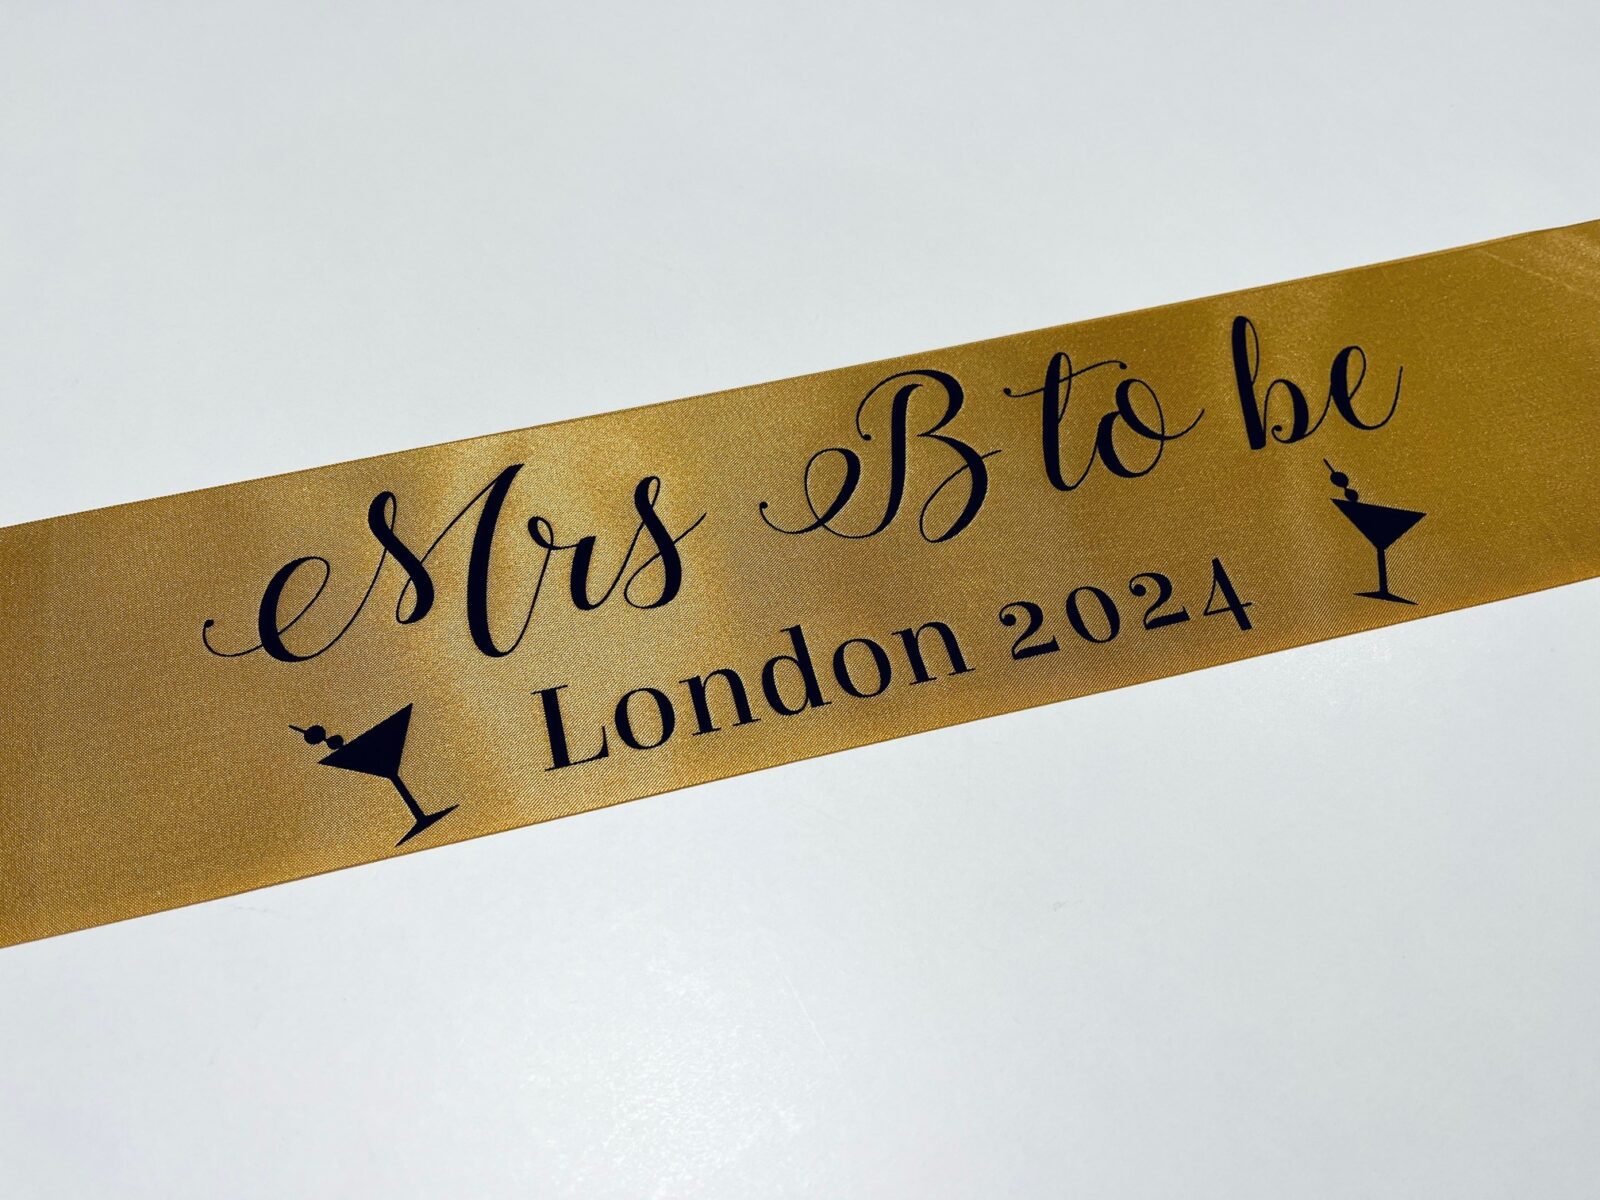 Mrs B to be
London 2024